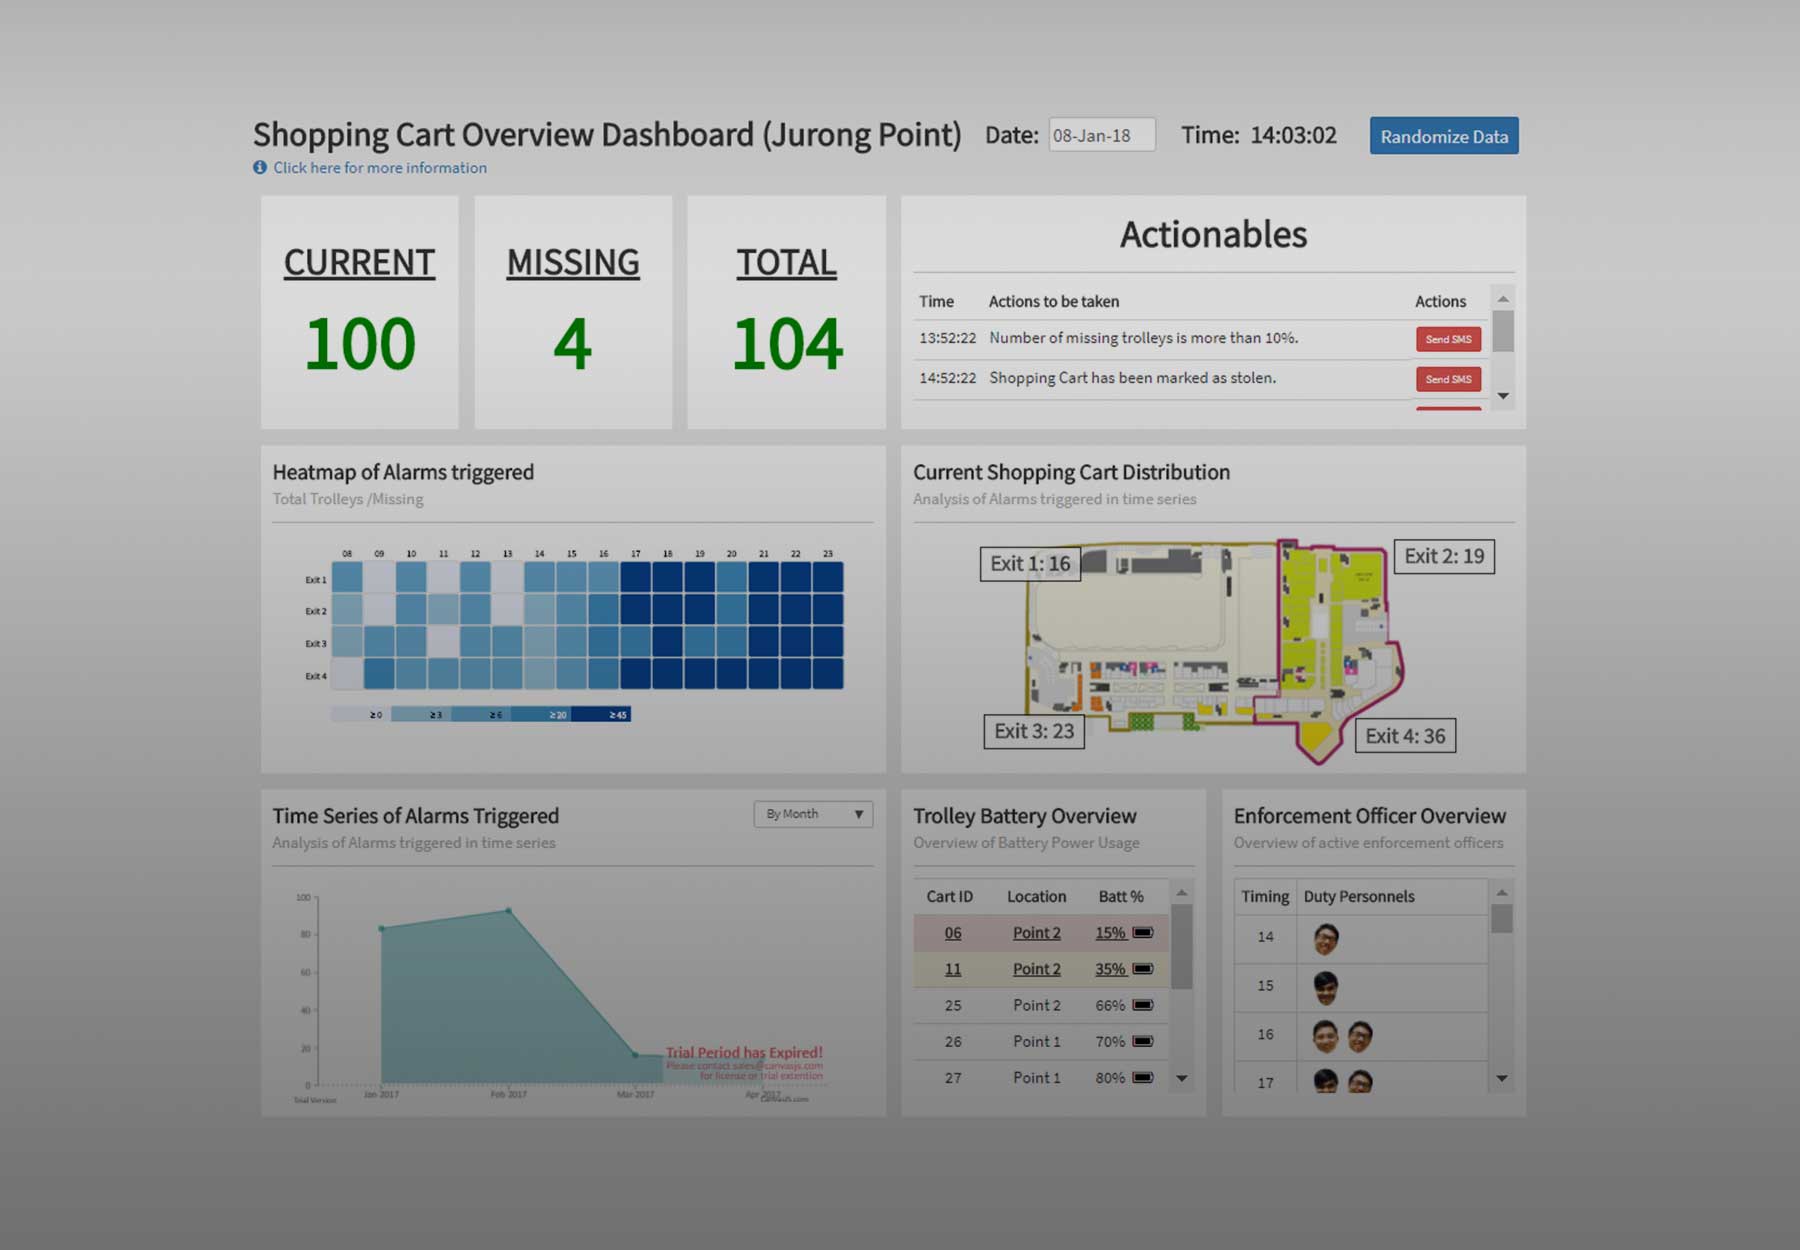 Shopping Cart Overview Dashboard (Jurong Point) Date: 08-Jan-18 Time: 14:03:02 Randomize Data
Click here for more information
CURRENT
100
MISSING
4
TOTAL
104
Actionables
Time Actions to be taken Actions
13:52:22 Number of missing trolleys is more than 10%. Send SMS
14:52:22 Shopping Cart has been marked as stolen. Send SMS
Heatmap of Alarms triggered
Total Trolleys /Missing
08 09 10 11 12 13 14 15 16 17 18 19 20 21 22 23
Exit 1
Exit 2
Exit 3
Exit 4
≥0 ≥3 ≥6 ≥20 ≥45
Current Shopping Cart Distribution
Analysis of Alarms triggered in time series
Exit 1: 16
Exit 2: 19
Exit 3: 23
Exit 4: 36
Time Series of Alarms Triggered By Month
Analysis of Alarms triggered in time series
100
80
60
40
20
0
Jan 2017 Feb 2017 Mar 2017 Apr 2017
Trial Period has Expired!
Please contact sales@canvasjs.com
for license or trial extention
Trial Version
CanvasJS.com
Trolley Battery Overview
Overview of Battery Power Usage
Cart ID Location Batt %
06 Point 2 15%
11 Point 2 35%
25 Point 2 66%
26 Point 1 70%
27 Point 1 80%
Enforcement Officer Overview
Overview of active enforcement officers
Timing Duty Personnels
14
15
16
17